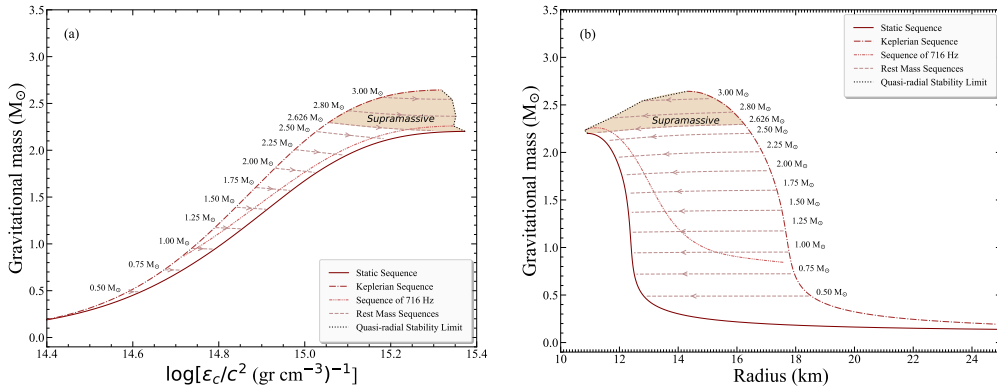 (a)
Gravitational mass (M⊙)
3.5
3.0
2.5
2.0
1.5
1.0
0.5
0.0
3.00 M⊙
2.80 M⊙
2.626 M⊙
2.50 M⊙
2.25 M⊙
2.00 M⊙
1.75 M⊙
1.50 M⊙
1.25 M⊙
1.00 M⊙
0.75 M⊙
0.50 M⊙
Supramassive
Static Sequence
Keplerian Sequence
Sequence of 716 Hz
Rest Mass Sequences
Quasi-radial Stability Limit
14.4 14.6 14.8 15.0 15.2 15.4
log[εc/c² (gr cm⁻³)⁻¹]
(b)
Gravitational mass (M⊙)
3.5
3.0
2.5
2.0
1.5
1.0
0.5
0.0
Static Sequence
Keplerian Sequence
Sequence of 716 Hz
Rest Mass Sequences
Quasi-radial Stability Limit
3.00 M⊙
2.80 M⊙
2.626 M⊙
2.50 M⊙
2.25 M⊙
2.00 M⊙
1.75 M⊙
1.50 M⊙
1.25 M⊙
1.00 M⊙
0.75 M⊙
0.50 M⊙
Supramassive
10 12 14 16 18 20 22 24
Radius (km)